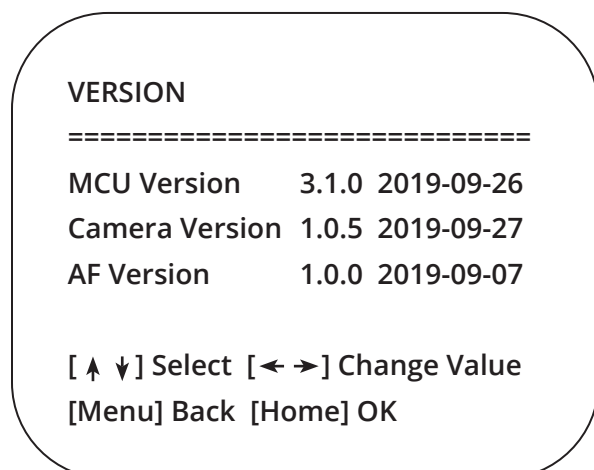 VERSION
=============================
MCU Version 3.1.0 2019-09-26
Camera Version 1.0.5 2019-09-27
AF Version 1.0.0 2019-09-07
[ ↑ ↓ ] Select [ ← → ] Change Value
[Menu] Back [Home] OK